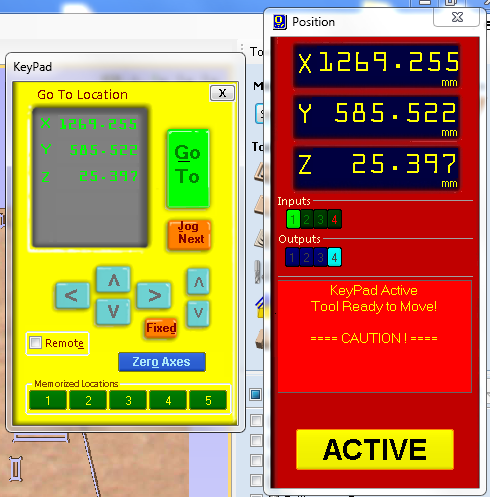 KeyPad
Go To Location
X
X 1269.255
Y 585.522
Z 25.397
Go
To
Jog
Next
<
>
Fixed
Remote
Zero Axes
Memorized Locations
1 2 3 4 5
Position
X 1269.255
mm
Y 585.522
mm
Z 25.397
mm
Inputs
1 2 3 4
Outputs
1 2 3 4
KeyPad Active
Tool Ready to Move!
==== CAUTION ! ====
ACTIVE